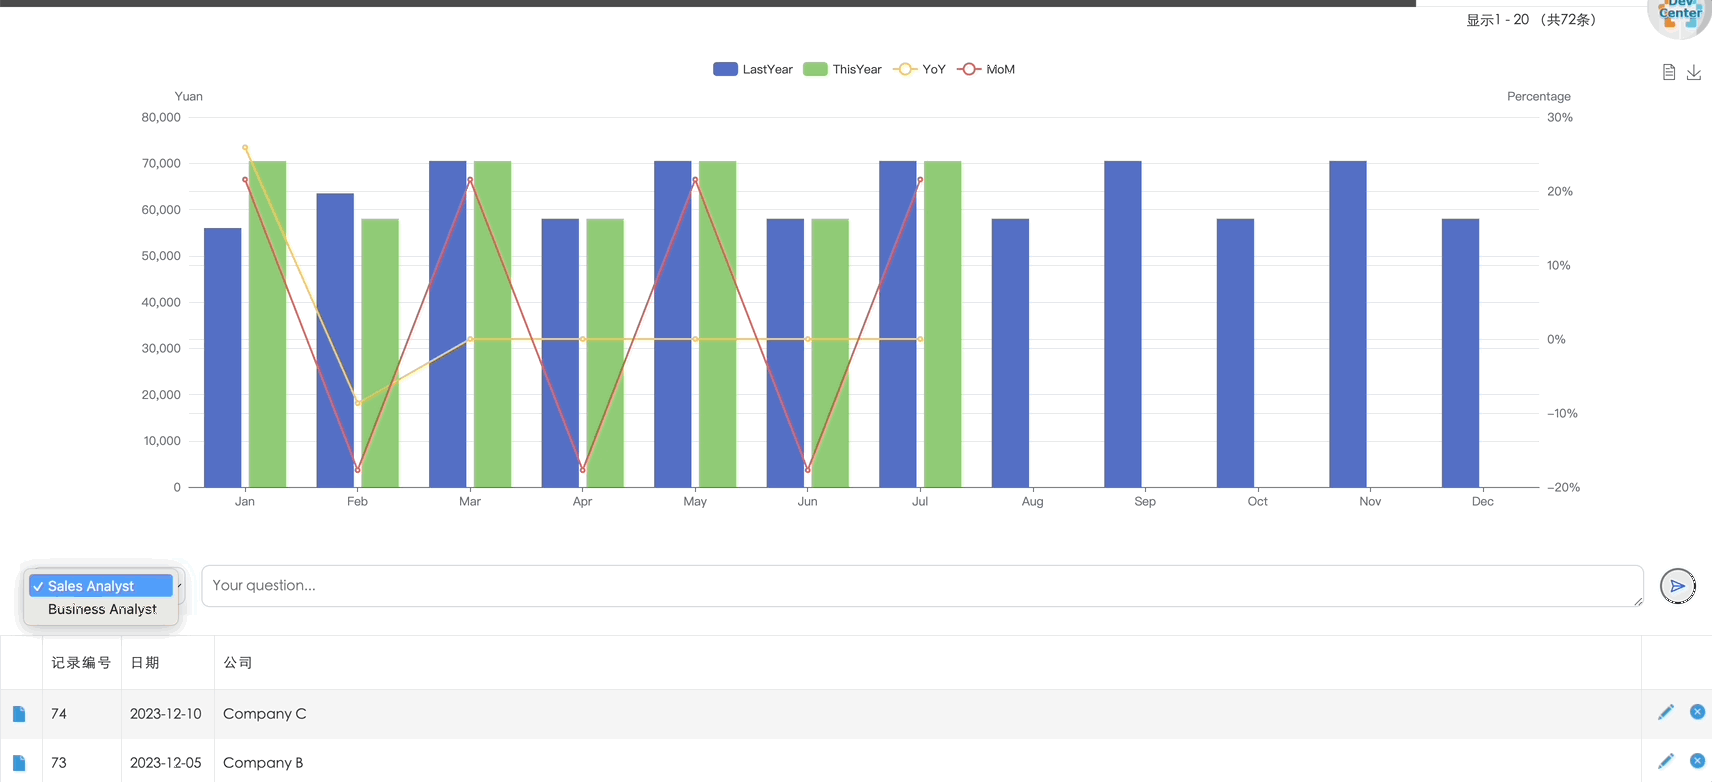 显示1 - 20 （共72条）
Dev
Center
LastYear ThisYear YoY MoM
Yuan Percentage
80,000 30%
70,000
20%
60,000
50,000
10%
40,000
0%
30,000
20,000
−10%
10,000
0 −20%
Jan Feb Mar Apr May Jun Jul Aug Sep Oct Nov Dec
✓ Sales Analyst
Business Analyst
Your question...
记录编号 日期 公司
74 2023-12-10 Company C
73 2023-12-05 Company B